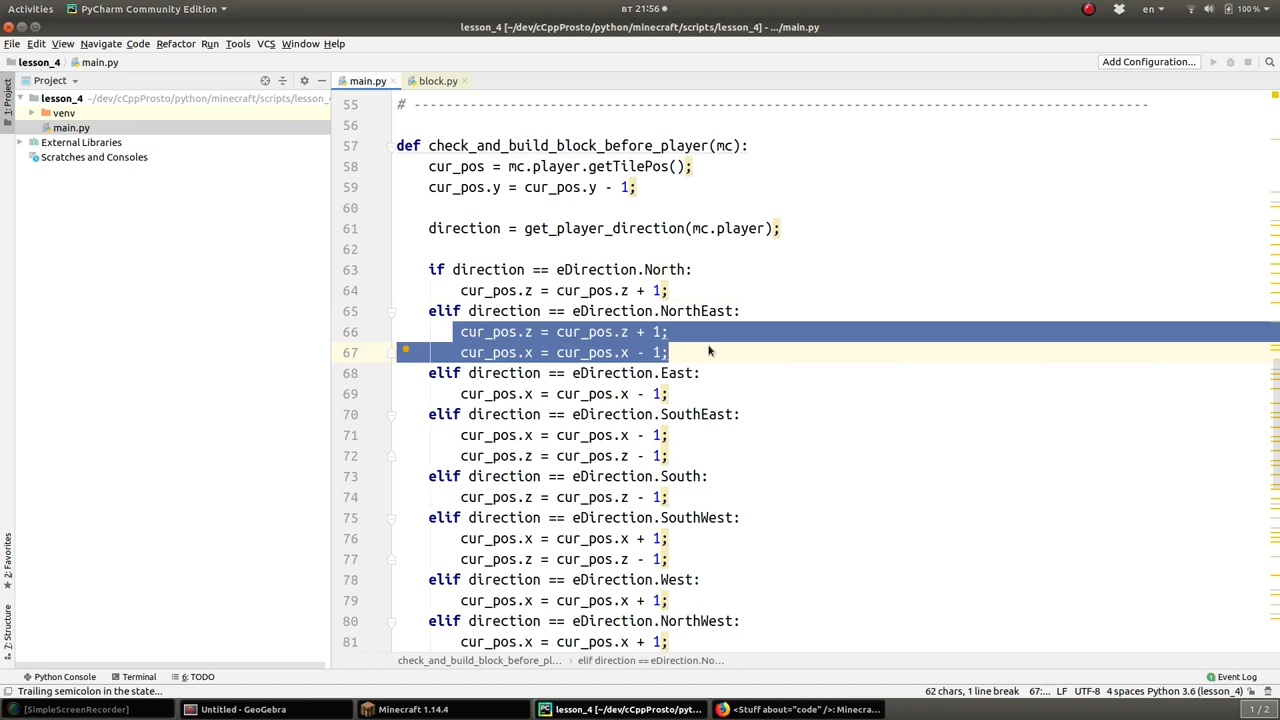 Activities PyCharm Community Edition ВТ 21:56 en 100 %
lesson_4 [~/dev/cCppProsto/python/minecraft/scripts/lesson_4] - .../main.py
File Edit View Navigate Code Refactor Run Tools VCS Window Help
lesson_4 main.py Add Configuration...
1: Project
Project main.py block.py
lesson_4 ~/dev/cCppProsto/python/minecraft/scripts/lesson_
venv
main.py
External Libraries
Scratches and Consoles
55 # --------------------------------------------------------------------------------------------
56
57 def check_and_build_block_before_player(mc):
58 cur_pos = mc.player.getTilePos();
59 cur_pos.y = cur_pos.y - 1;
60
61 direction = get_player_direction(mc.player);
62
63 if direction == eDirection.North:
64 cur_pos.z = cur_pos.z + 1;
65 elif direction == eDirection.NorthEast:
66 cur_pos.z = cur_pos.z + 1;
67 cur_pos.x = cur_pos.x - 1;
68 elif direction == eDirection.East:
69 cur_pos.x = cur_pos.x - 1;
70 elif direction == eDirection.SouthEast:
71 cur_pos.x = cur_pos.x - 1;
72 cur_pos.z = cur_pos.z - 1;
73 elif direction == eDirection.South:
74 cur_pos.z = cur_pos.z - 1;
75 elif direction == eDirection.SouthWest:
76 cur_pos.x = cur_pos.x + 1;
77 cur_pos.z = cur_pos.z - 1;
78 elif direction == eDirection.West:
79 cur_pos.x = cur_pos.x + 1;
80 elif direction == eDirection.NorthWest:
81 cur_pos.x = cur_pos.x + 1;
2: Favorites
7: Structure
check_and_build_block_before_pl... › elif direction == eDirection.No...
Python Console Terminal 6: TODO Event Log
Trailing semicolon in the state... 62 chars, 1 line break 67:... LF UTF-8 4 spaces Python 3.6 (lesson_4)
[SimpleScreenRecorder] Untitled - GeoGebra Minecraft 1.14.4 lesson_4 [~/dev/cCppProsto/pyt... <Stuff about="code" />: Minecra... 1 / 2